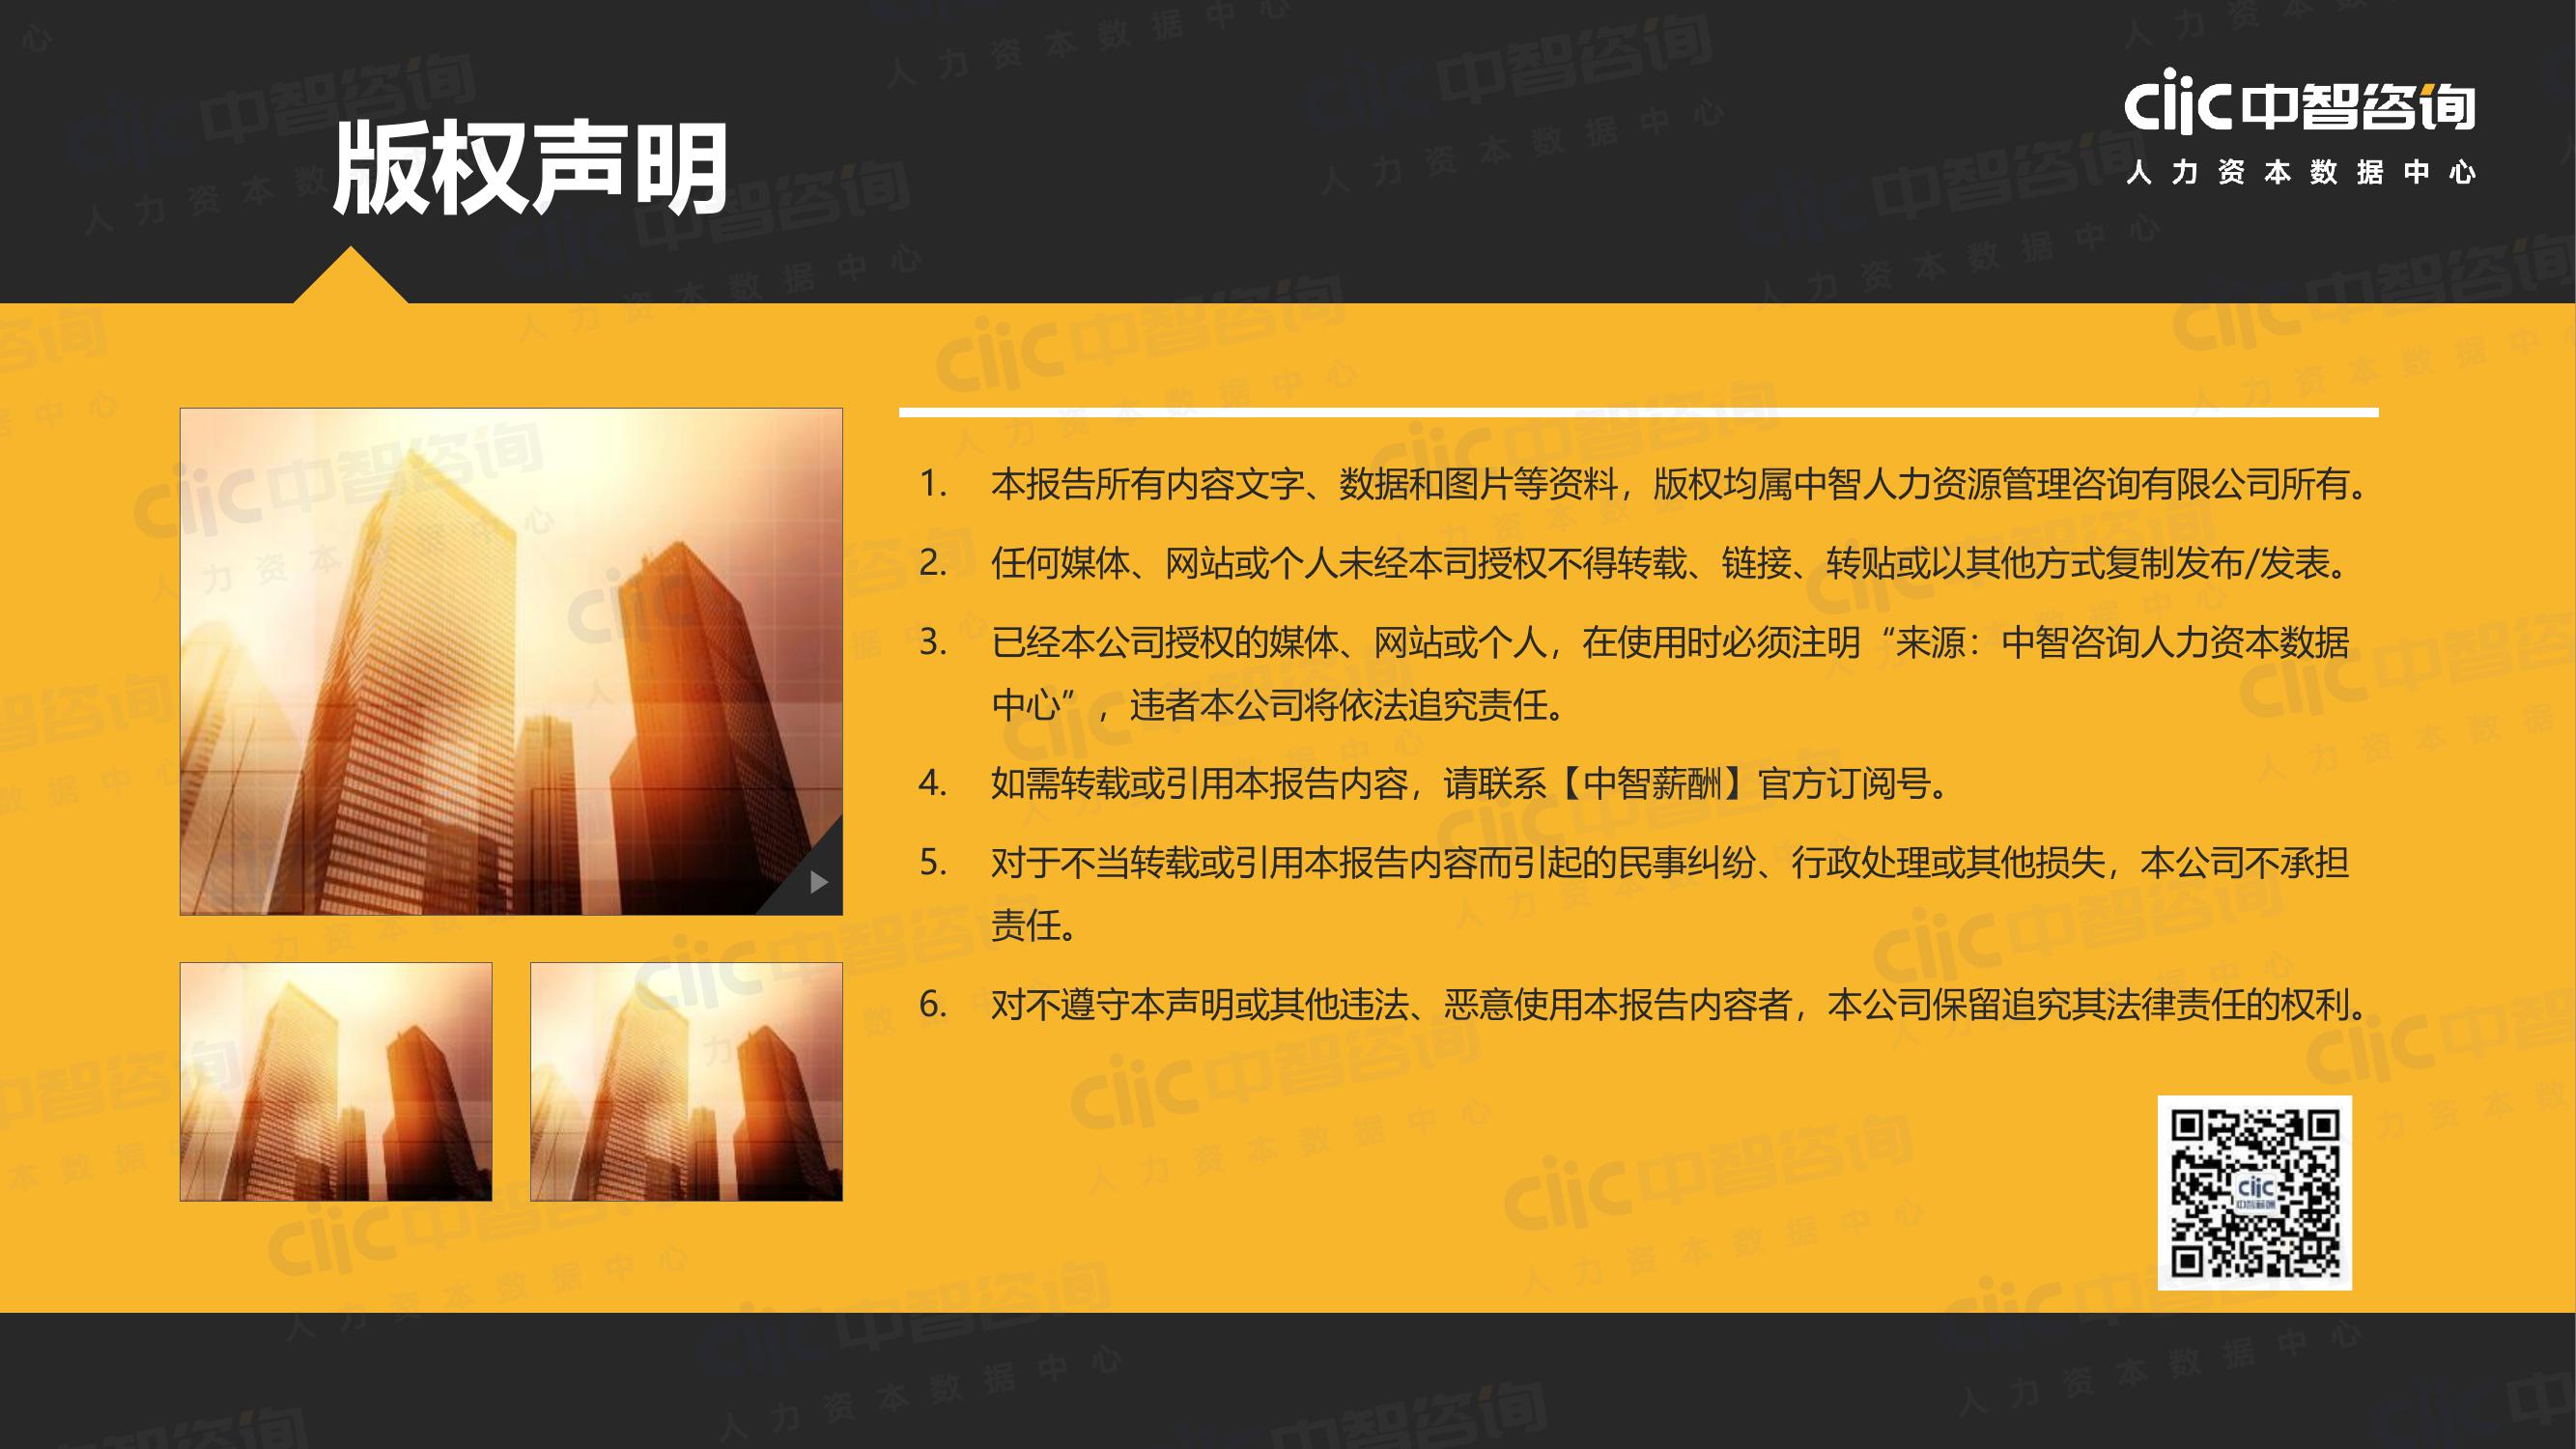 版权声明
ciic中智咨询
人力资本数据中心
1. 本报告所有内容文字、数据和图片等资料，版权均属中智人力资源管理咨询有限公司所有。
2. 任何媒体、网站或个人未经本司授权不得转载、链接、转贴或以其他方式复制发布/发表。
3. 已经本公司授权的媒体、网站或个人，在使用时必须注明“来源：中智咨询人力资本数据
中心”，违者本公司将依法追究责任。
4. 如需转载或引用本报告内容，请联系【中智薪酬】官方订阅号。
5. 对于不当转载或引用本报告内容而引起的民事纠纷、行政处理或其他损失，本公司不承担
责任。
6. 对不遵守本声明或其他违法、恶意使用本报告内容者，本公司保留追究其法律责任的权利。
ciic
中智薪酬